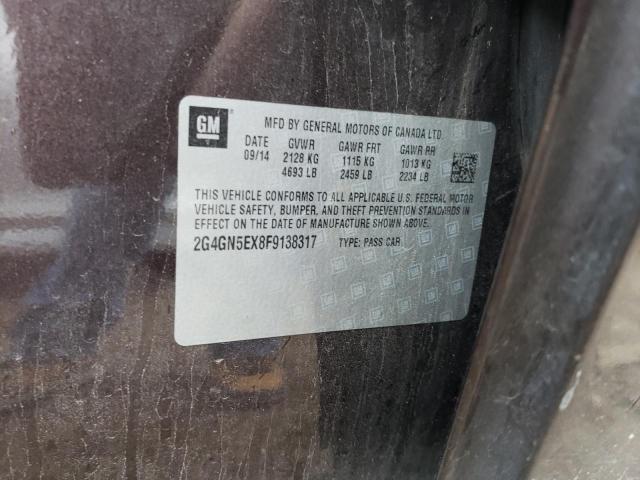 GM
MFD BY GENERAL MOTORS OF CANADA LTD.
DATE GVWR GAWR FRT GAWR RR
09/14 2128 KG 1115 KG 1013 KG
4693 LB 2459 LB 2234 LB
THIS VEHICLE CONFORMS TO ALL APPLICABLE U.S. FEDERAL MOTOR
VEHICLE SAFETY, BUMPER, AND THEFT PREVENTION STANDARDS IN
EFFECT ON THE DATE OF MANUFACTURE SHOWN ABOVE.
2G4GN5EX8F9138317 TYPE: PASS CAR